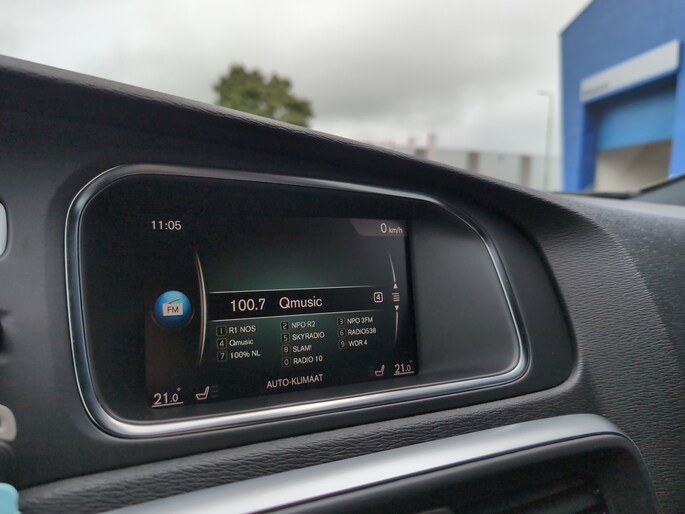 11:05
0 km/h
FM
100.7 Qmusic 4
1 R1 NOS 2 NPO R2 3 NPO 3FM
4 Qmusic 5 SKYRADIO 6 RADIO538
7 100% NL 8 SLAM! 9 WDR 4
0 RADIO 10
AUTO-KLIMAAT
21.0° 21.0